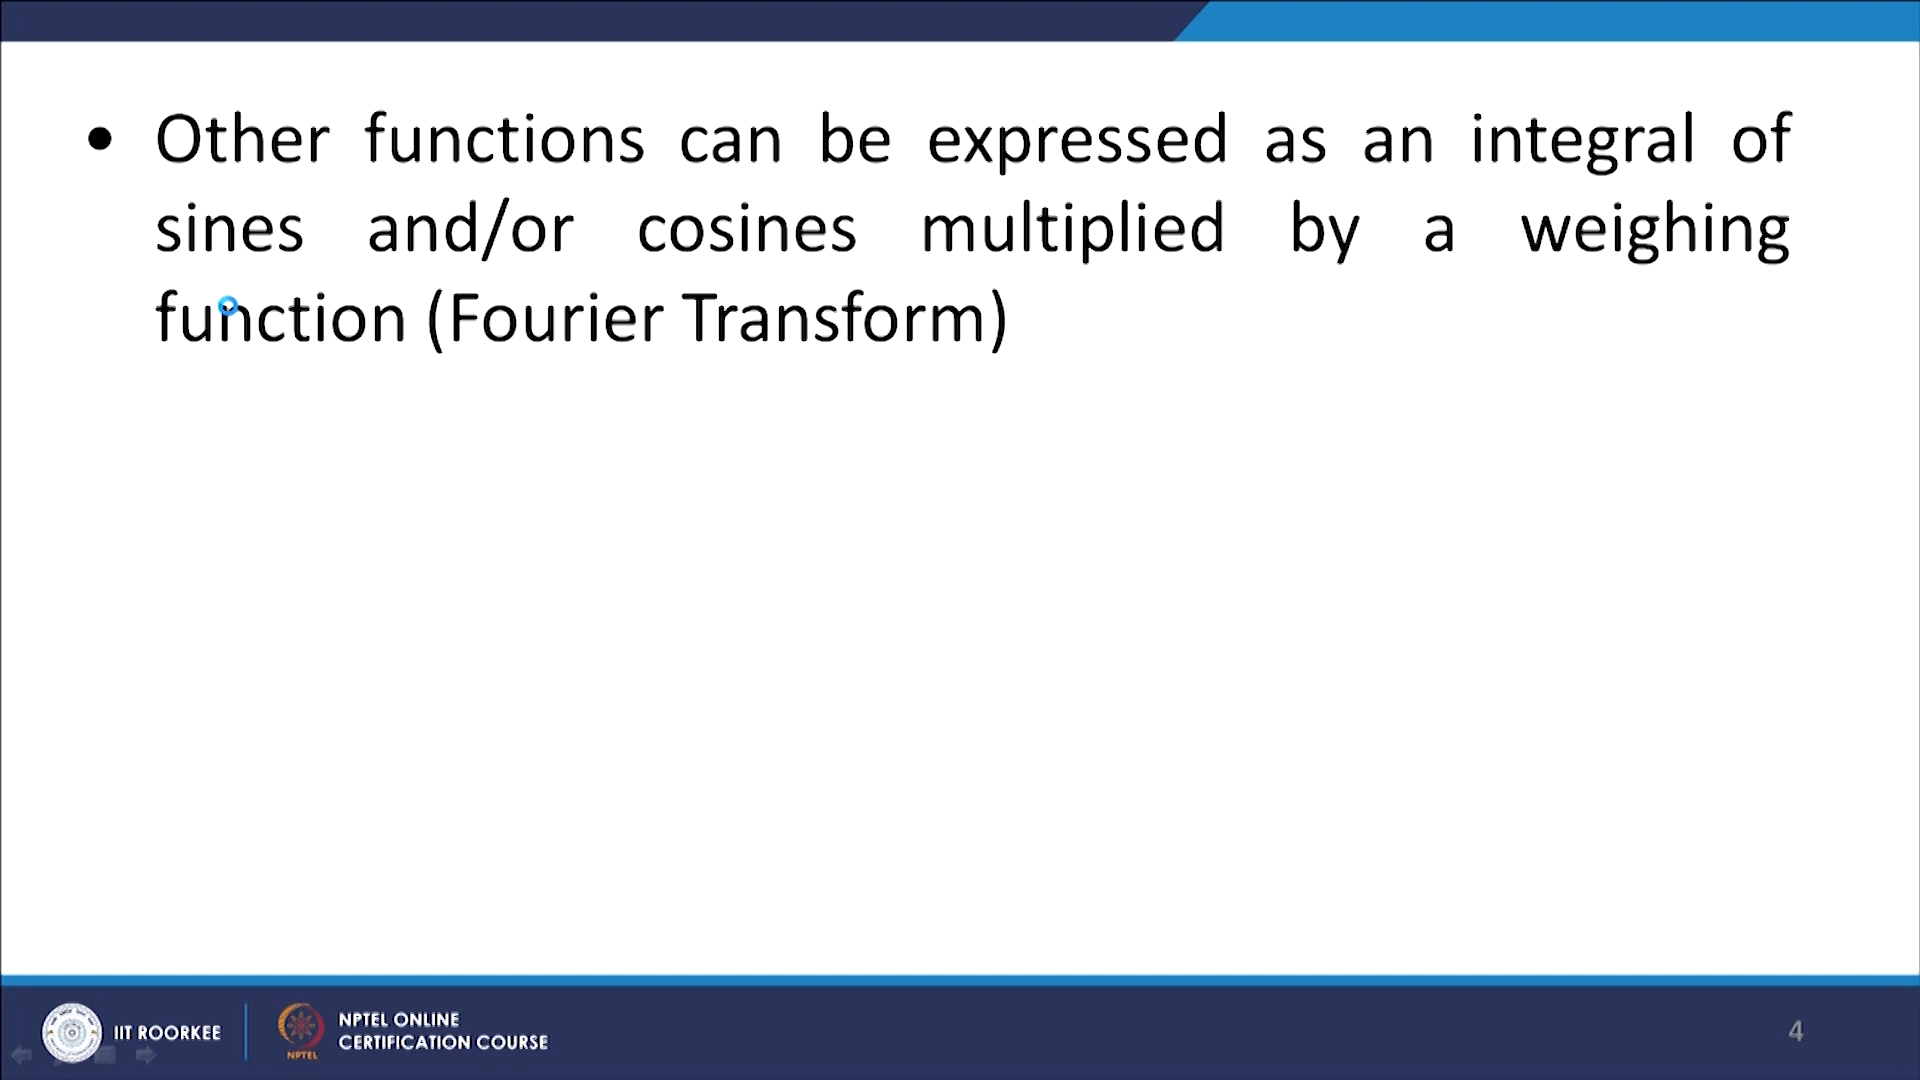 • Other functions can be expressed as an integral of
sines and/or cosines multiplied by a weighing
function (Fourier Transform)
IIT ROORKEE
NPTEL
NPTEL ONLINE
CERTIFICATION COURSE
4